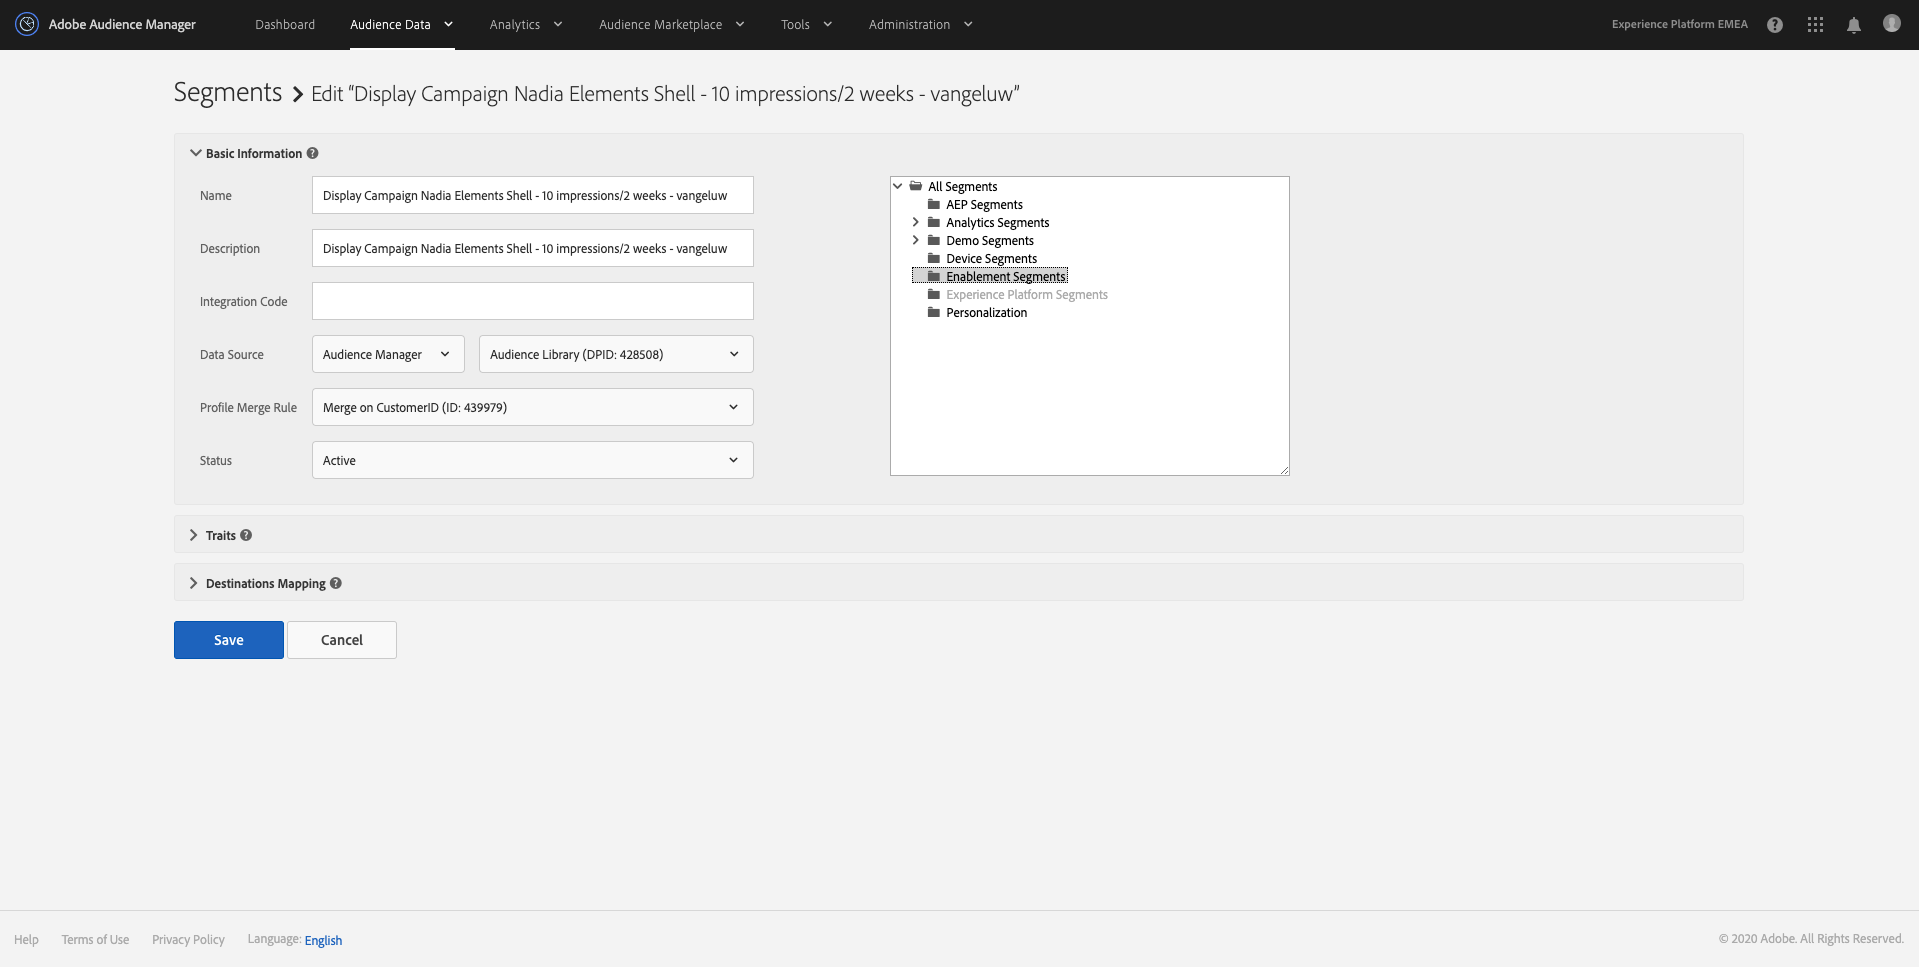 Adobe Audience Manager
Dashboard
Audience Data
Analytics
Audience Marketplace
Tools
Administration
Experience Platform EMEA
Segments
Edit “Display Campaign Nadia Elements Shell - 10 impressions/2 weeks - vangeluw”
Basic Information
Name
Display Campaign Nadia Elements Shell - 10 impressions/2 weeks - vangeluw
Description
Display Campaign Nadia Elements Shell - 10 impressions/2 weeks - vangeluw
Integration Code
Data Source
Audience Manager
Audience Library (DPID: 428508)
Profile Merge Rule
Merge on CustomerID (ID: 439979)
Status
Active
All Segments
AEP Segments
Analytics Segments
Demo Segments
Device Segments
Enablement Segments
Experience Platform Segments
Personalization
Traits
Destinations Mapping
Save
Cancel
Help
Terms of Use
Privacy Policy
Language: English
© 2020 Adobe. All Rights Reserved.